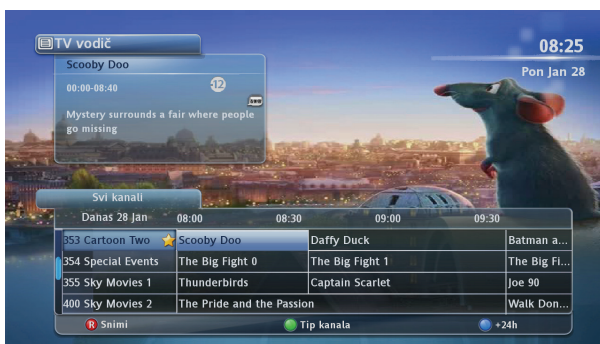 TV vodič
08:25
Pon Jan 28
Scooby Doo
00:00-08:40
-12
Mystery surrounds a fair where people
go missing
Svi kanali
Danas 28 Jan 08:00 08:30 09:00 09:30
353 Cartoon Two Scooby Doo Daffy Duck Batman a...
354 Special Events The Big Fight 0 The Big Fight 1 The Big Fi...
355 Sky Movies 1 Thunderbirds Captain Scarlet Joe 90
400 Sky Movies 2 The Pride and the Passion Walk Don...
R Snimi Tip kanala +24h